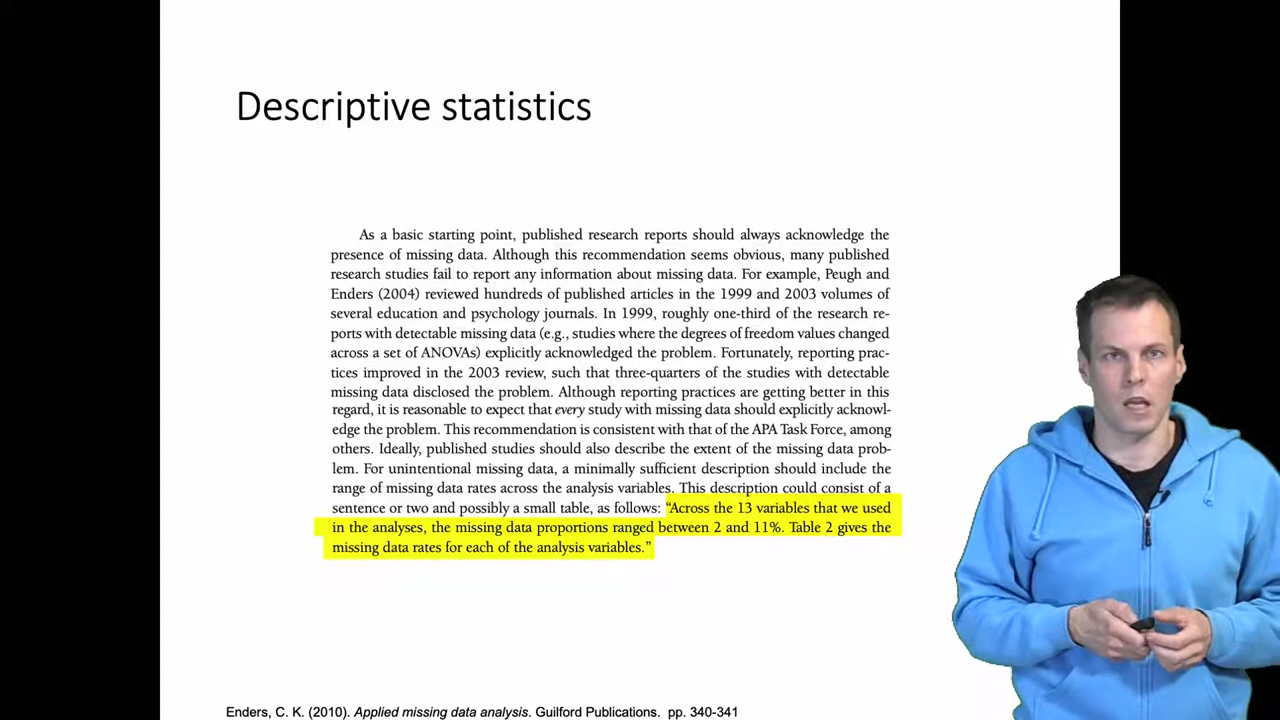 Descriptive statistics
As a basic starting point, published research reports should always acknowledge the
presence of missing data. Although this recommendation seems obvious, many published
research studies fail to report any information about missing data. For example, Peugh and
Enders (2004) reviewed hundreds of published articles in the 1999 and 2003 volumes of
several education and psychology journals. In 1999, roughly one-third of the research re-
ports with detectable missing data (e.g., studies where the degrees of freedom values changed
across a set of ANOVAs) explicitly acknowledged the problem. Fortunately, reporting prac-
tices improved in the 2003 review, such that three-quarters of the studies with detectable
missing data disclosed the problem. Although reporting practices are getting better in this
regard, it is reasonable to expect that every study with missing data should explicitly acknowl-
edge the problem. This recommendation is consistent with that of the APA Task Force, among
others. Ideally, published studies should also describe the extent of the missing data prob-
lem. For unintentional missing data, a minimally sufficient description should include the
range of missing data rates across the analysis variables. This description could consist of a
sentence or two and possibly a small table, as follows: “Across the 13 variables that we used
in the analyses, the missing data proportions ranged between 2 and 11%. Table 2 gives the
missing data rates for each of the analysis variables.”
Enders, C. K. (2010). Applied missing data analysis. Guilford Publications. pp. 340-341